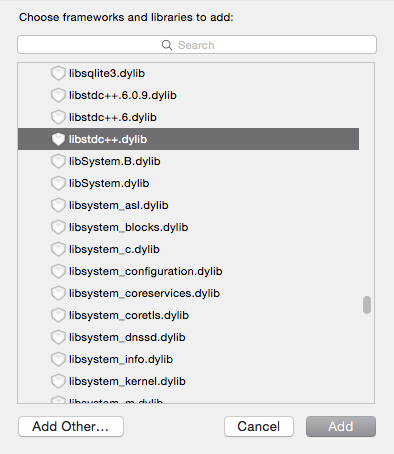 Choose frameworks and libraries to add:
Search
libsqlite3.dylib
libstdc++.6.0.9.dylib
libstdc++.6.dylib
libstdc++.dylib
libSystem.B.dylib
libSystem.dylib
libsystem_asl.dylib
libsystem_blocks.dylib
libsystem_c.dylib
libsystem_configuration.dylib
libsystem_coreservices.dylib
libsystem_coretls.dylib
libsystem_dnssd.dylib
libsystem_info.dylib
libsystem_kernel.dylib
libsystem_m.dylib
Add Other... Cancel Add